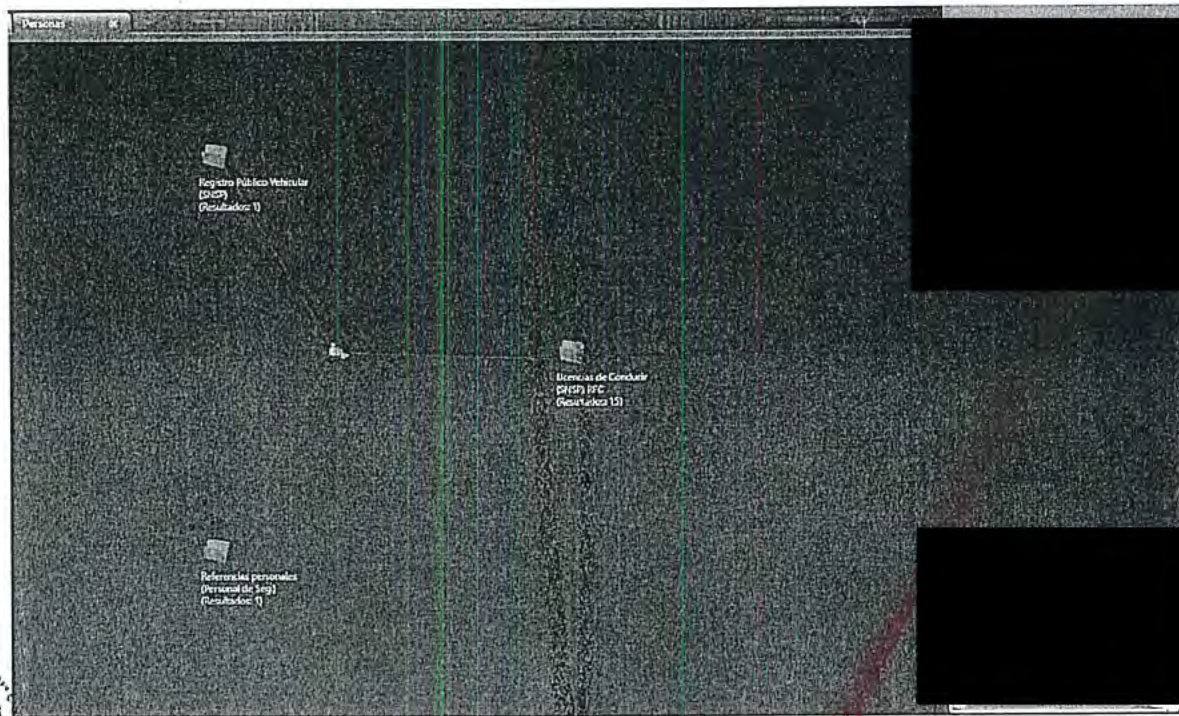 Personas
Registro Público Vehicular
(SNSP)
(Resultados: 1)
Licencias de Conducir
(SNSP) RFC
(Resultados: 15)
Referencias personales
(Personal de Seg.)
(Resultados: 1)